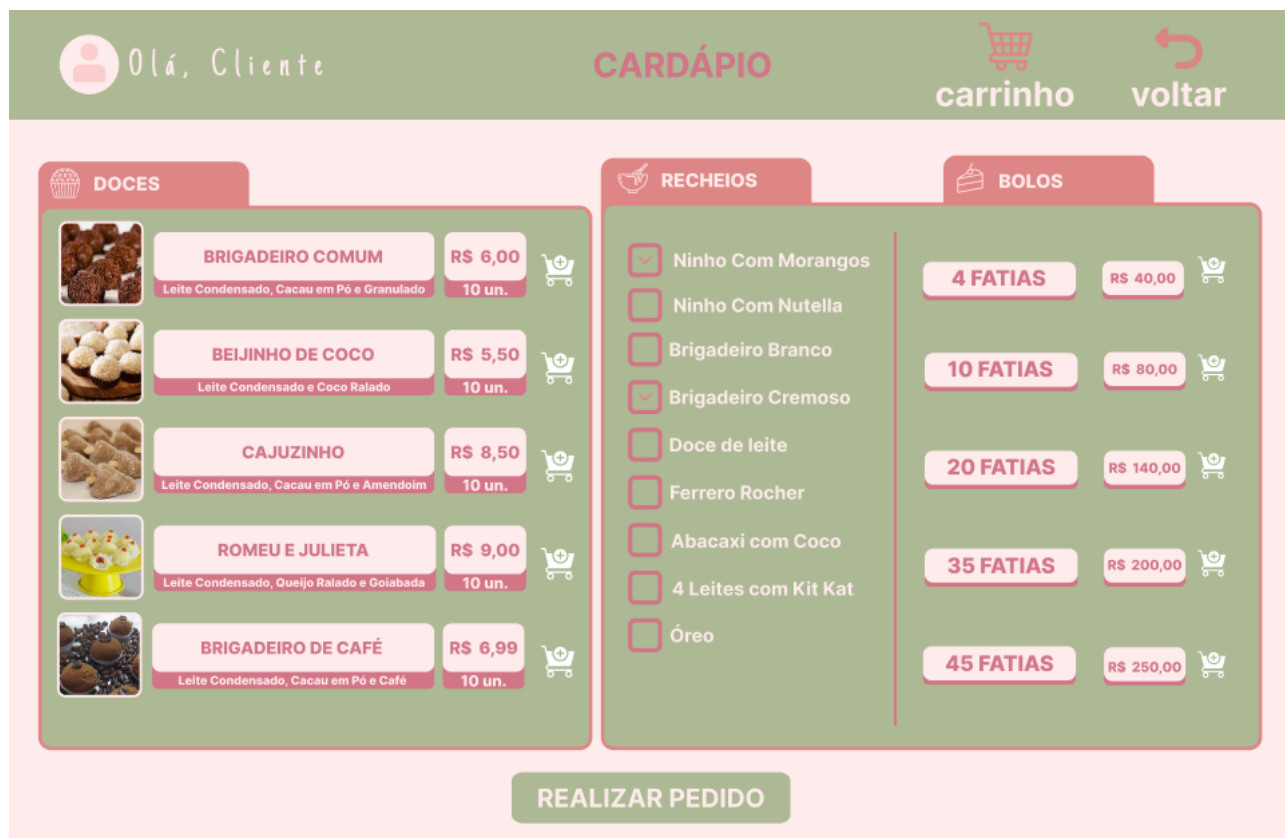 Olá, Cliente
CARDÁPIO
carrinho
voltar
DOCES
BRIGADEIRO COMUM
R$ 6,00
Leite Condensado, Cacau em Pó e Granulado
10 un.
BEIJINHO DE COCO
R$ 5,50
Leite Condensado e Coco Ralado
10 un.
CAJUZINHO
R$ 8,50
Leite Condensado, Cacau em Pó e Amendoim
10 un.
ROMEU E JULIETA
R$ 9,00
Leite Condensado, Queijo Ralado e Goiabada
10 un.
BRIGADEIRO DE CAFÉ
R$ 6,99
Leite Condensado, Cacau em Pó e Café
10 un.
RECHEIOS
Ninho Com Morangos
Ninho Com Nutella
Brigadeiro Branco
Brigadeiro Cremoso
Doce de leite
Ferrero Rocher
Abacaxi com Coco
4 Leites com Kit Kat
Óreo
BOLOS
4 FATIAS
R$ 40,00
10 FATIAS
R$ 80,00
20 FATIAS
R$ 140,00
35 FATIAS
R$ 200,00
45 FATIAS
R$ 250,00
REALIZAR PEDIDO